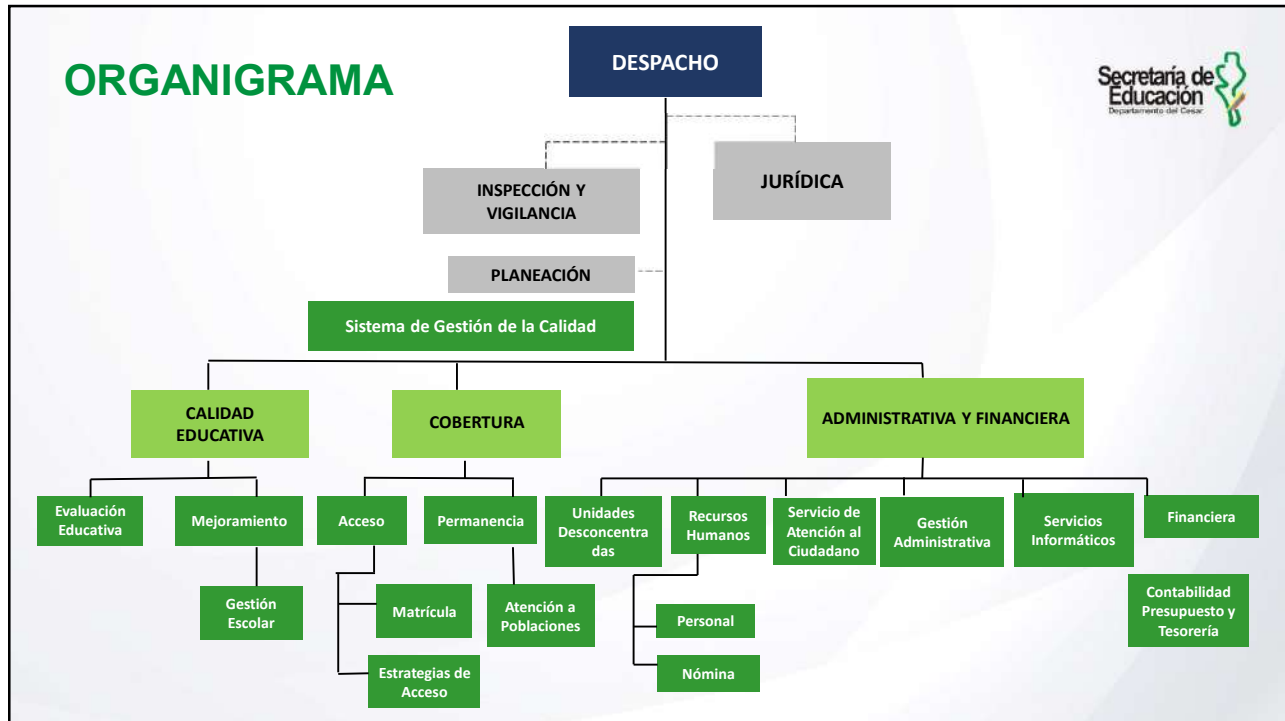 ORGANIGRAMA
DESPACHO
Secretaría de
Educación
Departamento del Cesar
INSPECCIÓN Y
VIGILANCIA
JURÍDICA
PLANEACIÓN
Sistema de Gestión de la Calidad
CALIDAD
EDUCATIVA
COBERTURA
ADMINISTRATIVA Y FINANCIERA
Evaluación
Educativa
Mejoramiento
Acceso
Permanencia
Unidades
Desconcentra
das
Recursos
Humanos
Servicio de
Atención al
Ciudadano
Gestión
Administrativa
Servicios
Informáticos
Financiera
Gestión
Escolar
Matrícula
Atención a
Poblaciones
Personal
Contabilidad
Presupuesto y
Tesorería
Estrategias de
Acceso
Nómina